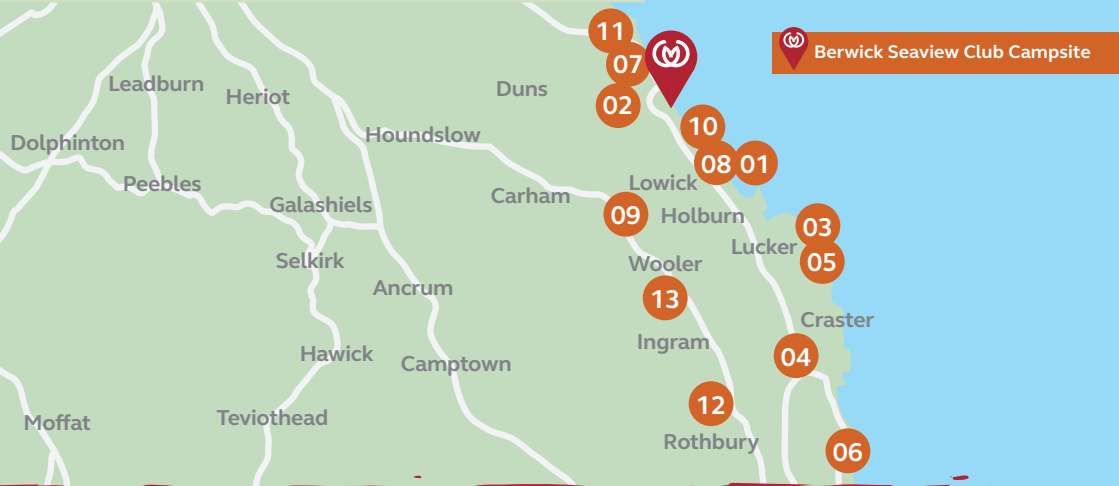 11
Berwick Seaview Club Campsite
07
Leadburn
Duns
Heriot
02
10
Houndslow
Dolphinton
08
01
Peebles
Lowick
Carham
Galashiels
09
Holburn
03
Lucker
Selkirk
Wooler
05
Ancrum
13
Craster
Ingram
Hawick
04
Camptown
12
Teviothead
Moffat
Rothbury
06